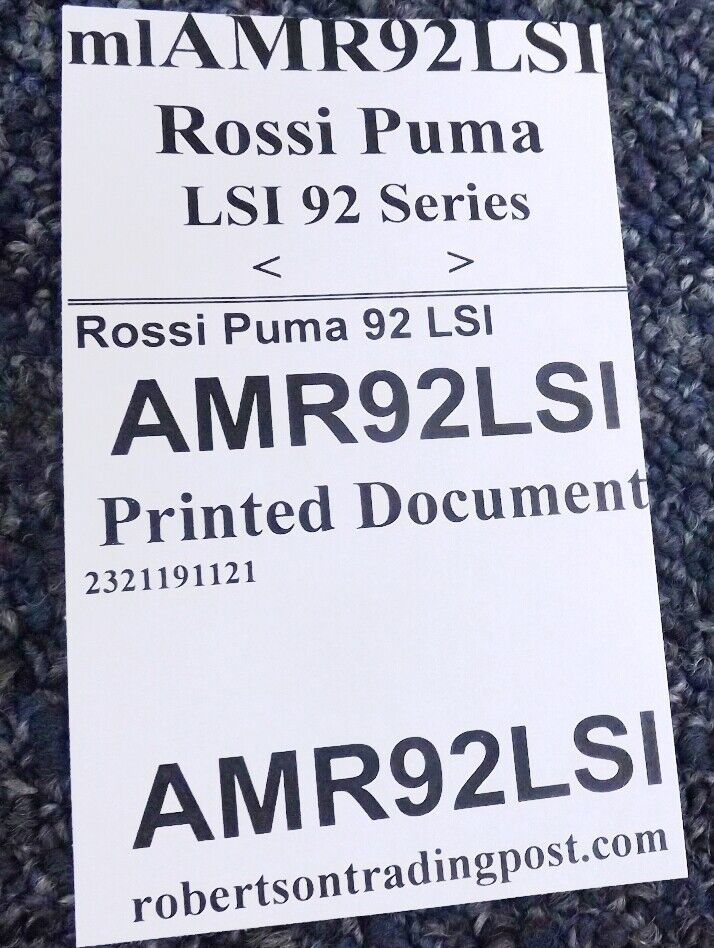 mlAMR92LSI
Rossi Puma
LSI 92 Series
< >
Rossi Puma 92 LSI
AMR92LSI
Printed Document
2321191121
AMR92LSI
robertsontradingpost.com